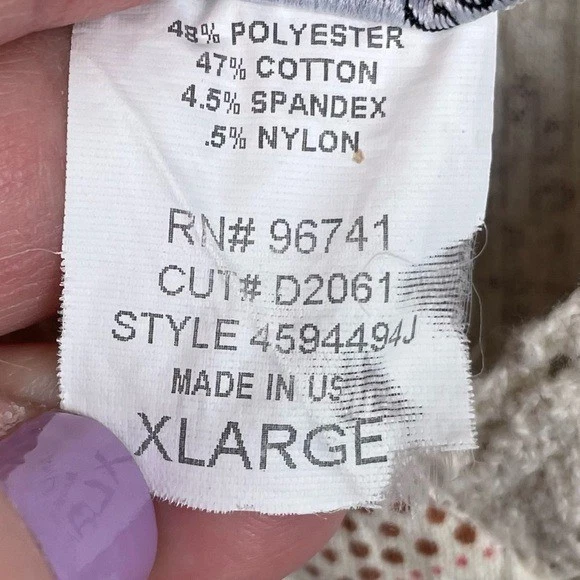 48% POLYESTER
47% COTTON
4.5% SPANDEX
.5% NYLON
RN# 96741
CUT# D2061
STYLE 4594494J
MADE IN US
XLARGE